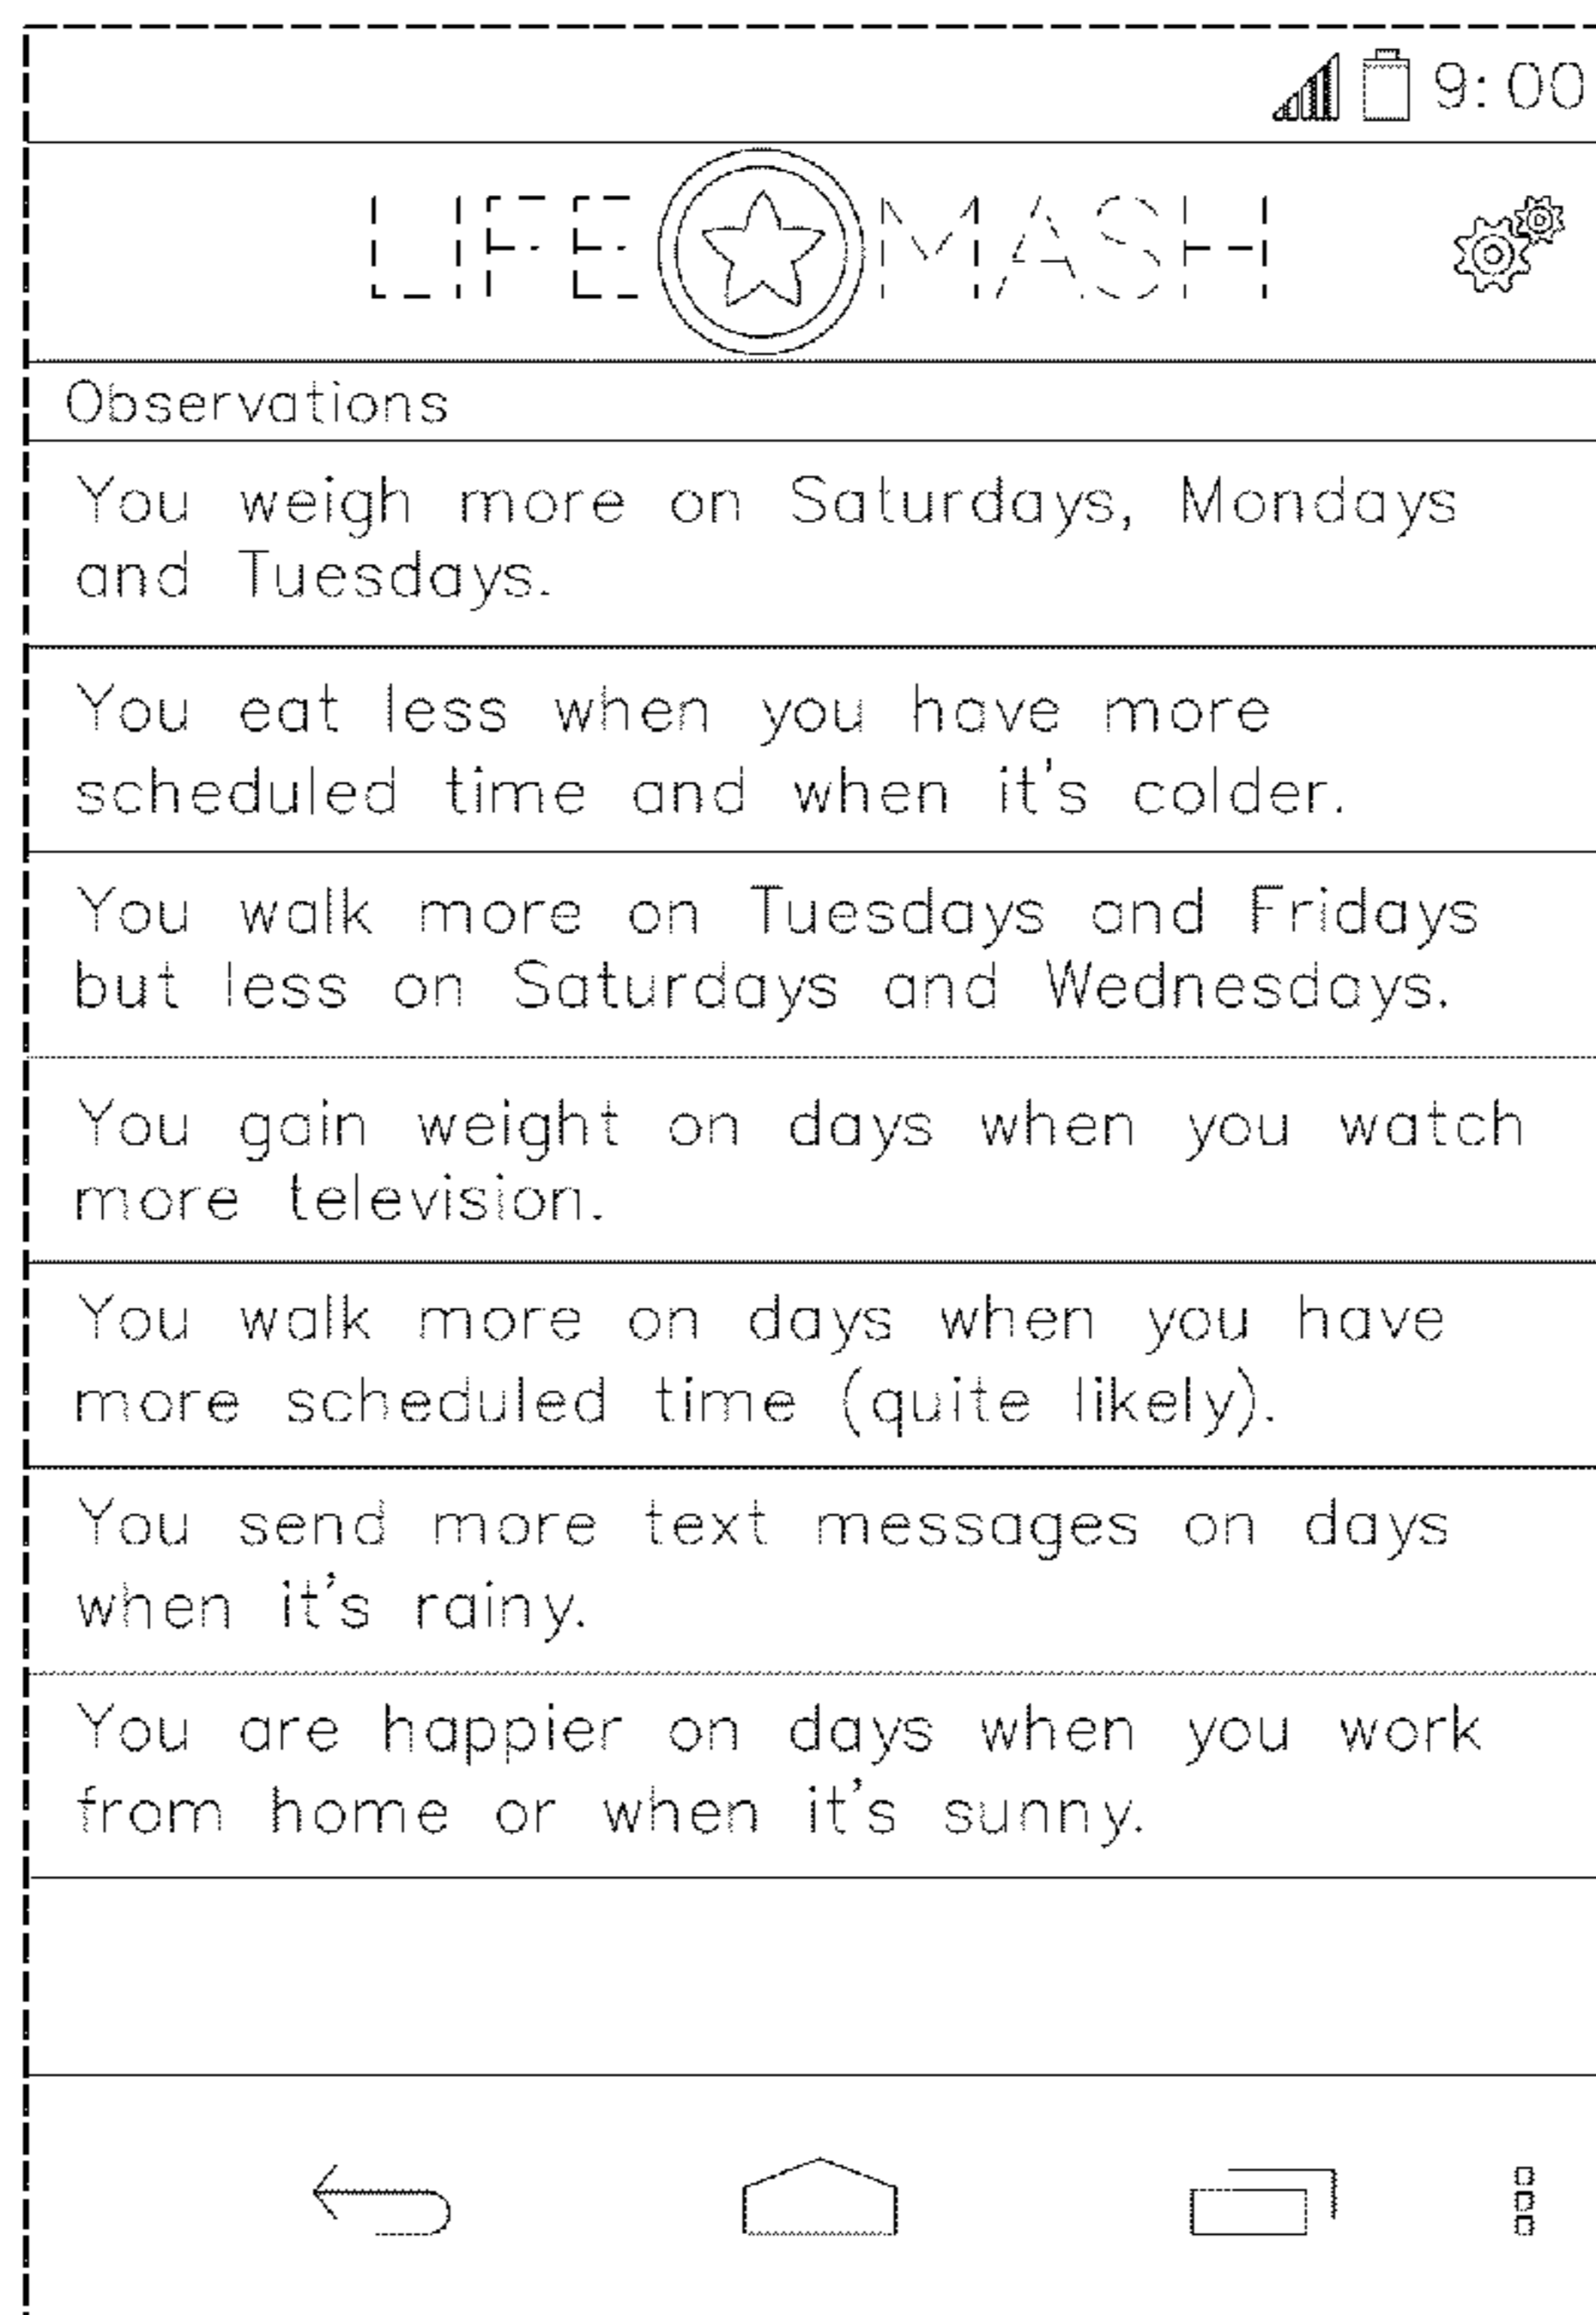 9:00
LIFE MASH
Observations
You weigh more on Saturdays, Mondays
and Tuesdays.
You eat less when you have more
scheduled time and when it's colder.
You walk more on Tuesdays and Fridays
but less on Saturdays and Wednesdays.
You gain weight on days when you watch
more television.
You walk more on days when you have
more scheduled time (quite likely).
You send more text messages on days
when it's rainy.
You are happier on days when you work
from home or when it's sunny.